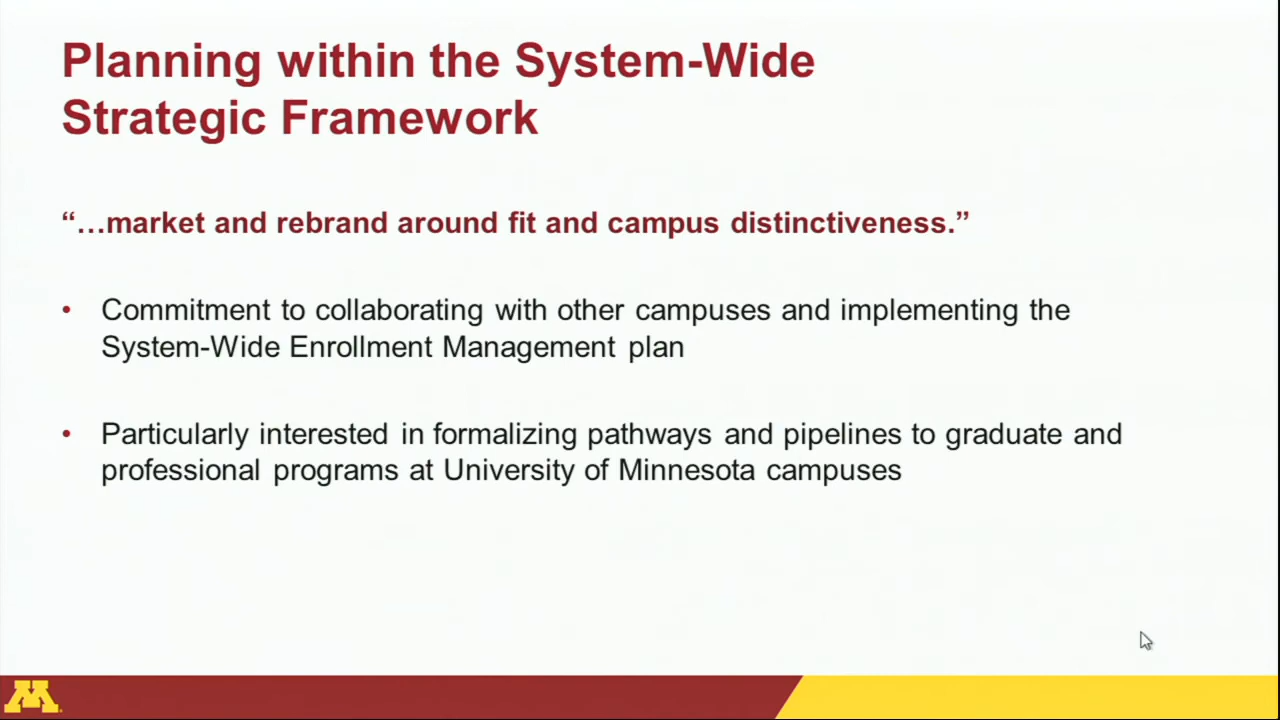 Planning within the System-Wide
Strategic Framework
“…market and rebrand around fit and campus distinctiveness.”
• Commitment to collaborating with other campuses and implementing the
System-Wide Enrollment Management plan
• Particularly interested in formalizing pathways and pipelines to graduate and
professional programs at University of Minnesota campuses
M